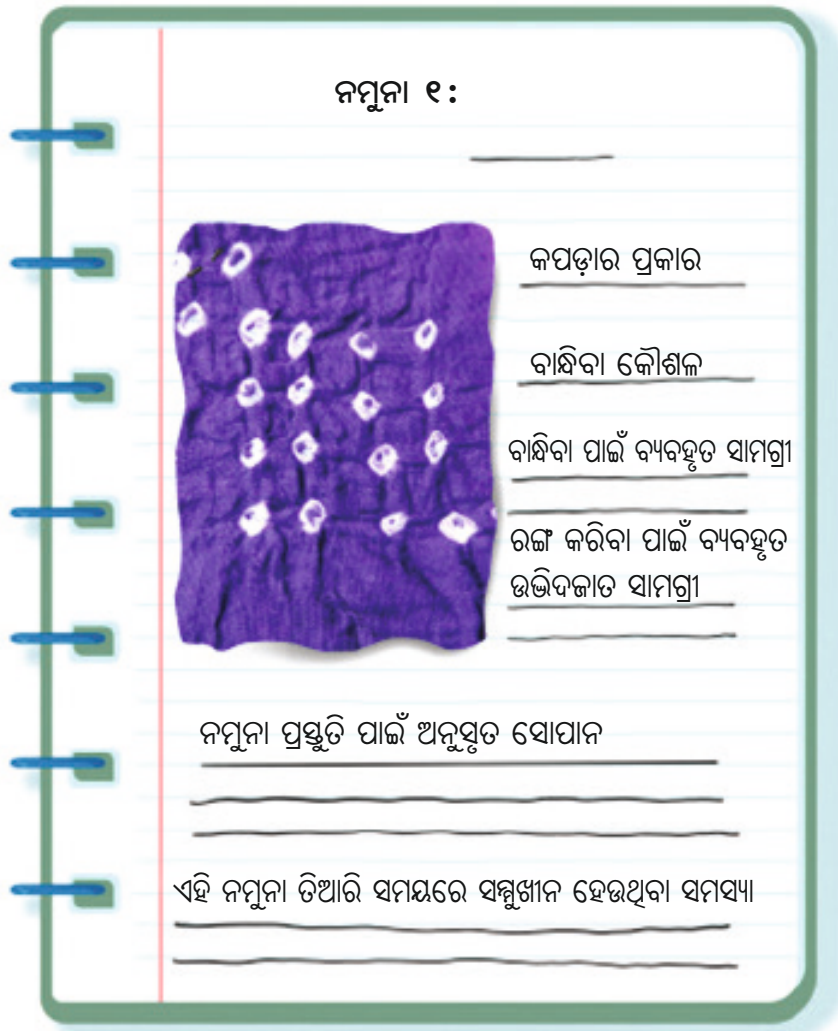 ନମୁନା ୧:
କପଡ଼ାର ପ୍ରକାର
ବାନ୍ଧିବା କୌଶଳ
ବାନ୍ଧିବା ପାଇଁ ବ୍ୟବହୃତ ସାମଗ୍ରୀ
ରଙ୍ଗ କରିବା ପାଇଁ ବ୍ୟବହୃତ
ଉଦ୍ଭିଦଜାତ ସାମଗ୍ରୀ
ନମୁନା ପ୍ରସ୍ତୁତି ପାଇଁ ଅନୁସୃତ ସୋପାନ
ଏହି ନମୁନା ତିଆରି ସମୟରେ ସମ୍ମୁଖୀନ ହେଉଥିବା ସମସ୍ୟା